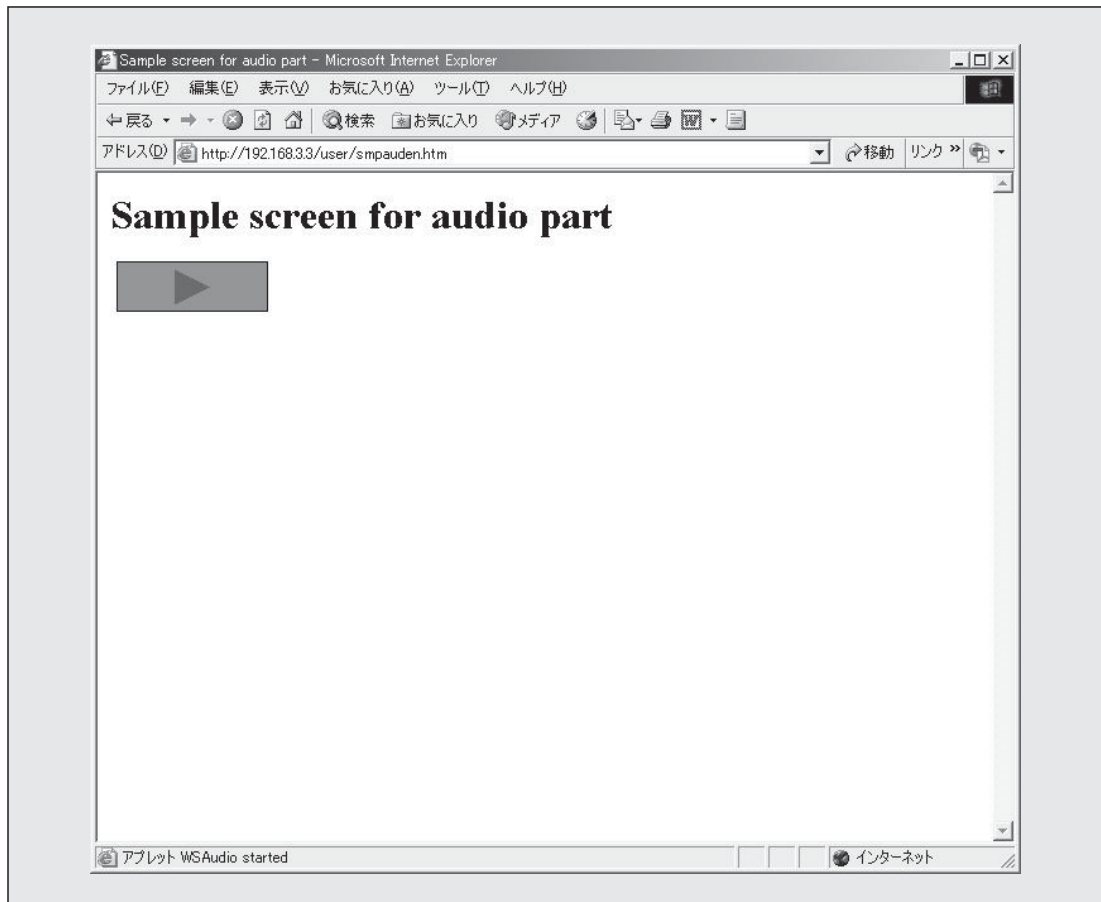 Sample screen for audio part - Microsoft Internet Explorer
ファイル(F) 編集(E) 表示(V) お気に入り(A) ツール(T) ヘルプ(H)
戻る 検索 お気に入り メディア
アドレス(D) http://192.168.3.3/user/smpauden.htm 移動 リンク »
Sample screen for audio part
アプレット WSAudio started インターネット